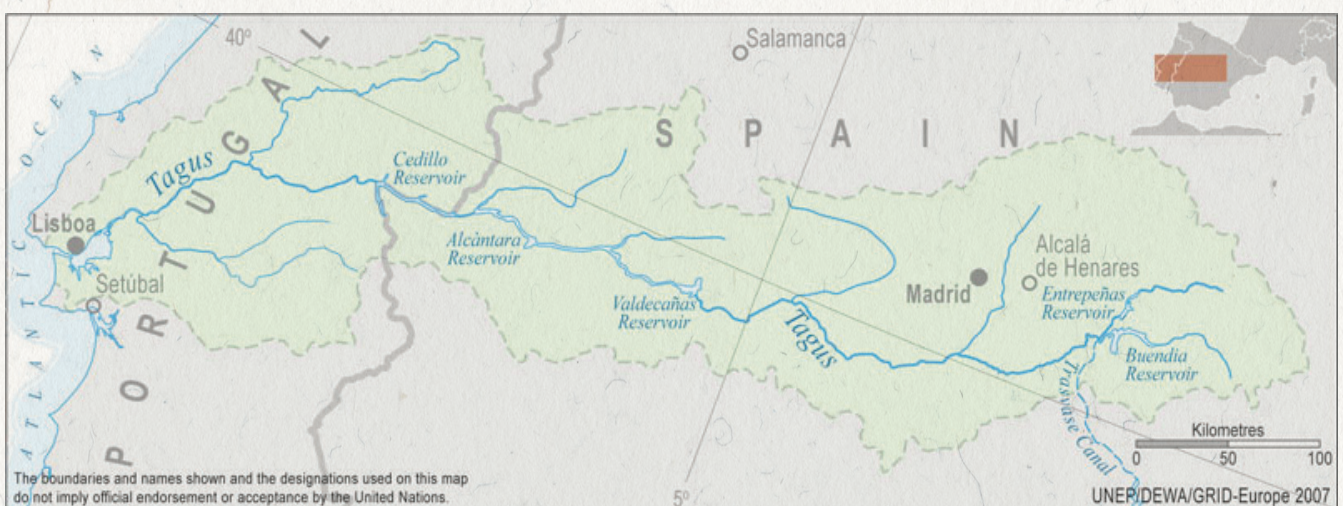 40º
Salamanca
SPAIN
PORTUGAL
ATLANTIC OCEAN
Cedillo
Reservoir
Tagus
Lisboa
Setúbal
Alcàntara
Reservoir
Valdecañas
Reservoir
Tagus
Madrid
Alcalá
de Henares
Entrepeñas
Reservoir
Buendia
Reservoir
Trasvase Canal
Kilometres
0 50 100
5º
The boundaries and names shown and the designations used on this map
do not imply official endorsement or acceptance by the United Nations.
UNEP/DEWA/GRID-Europe 2007